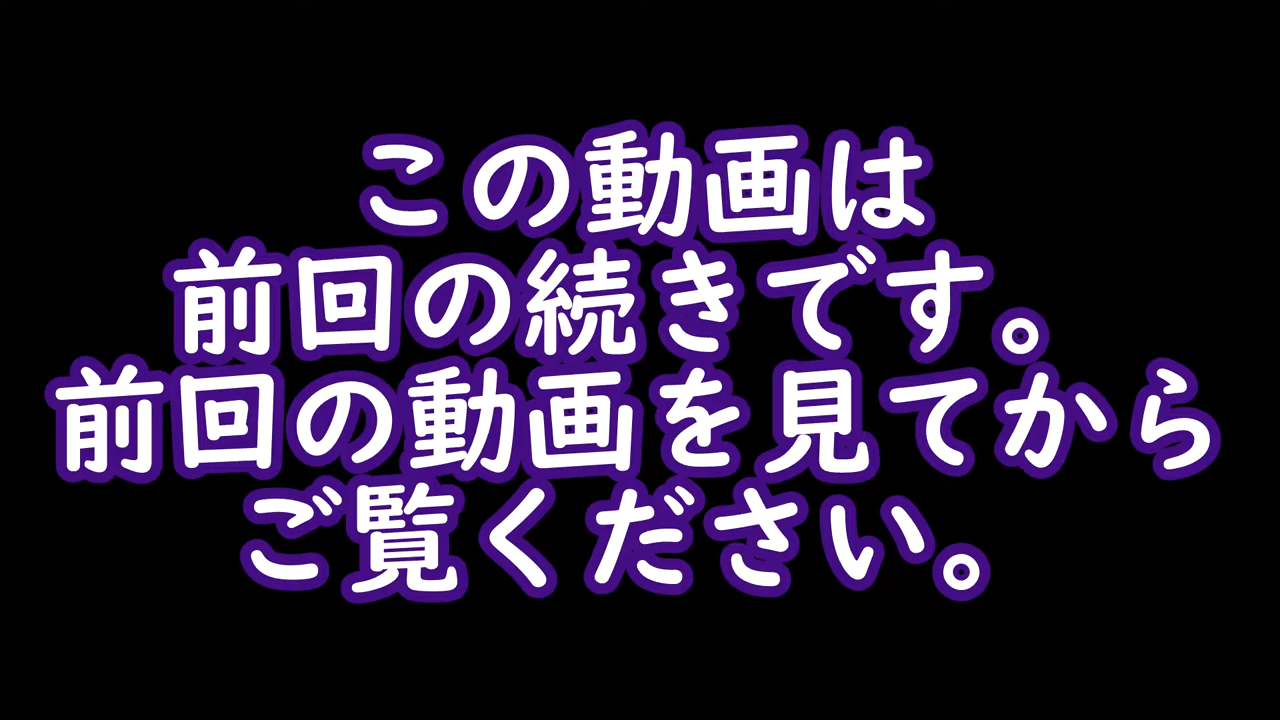 この動画は
前回の続きです。
前回の動画を見てから
ご覧ください。